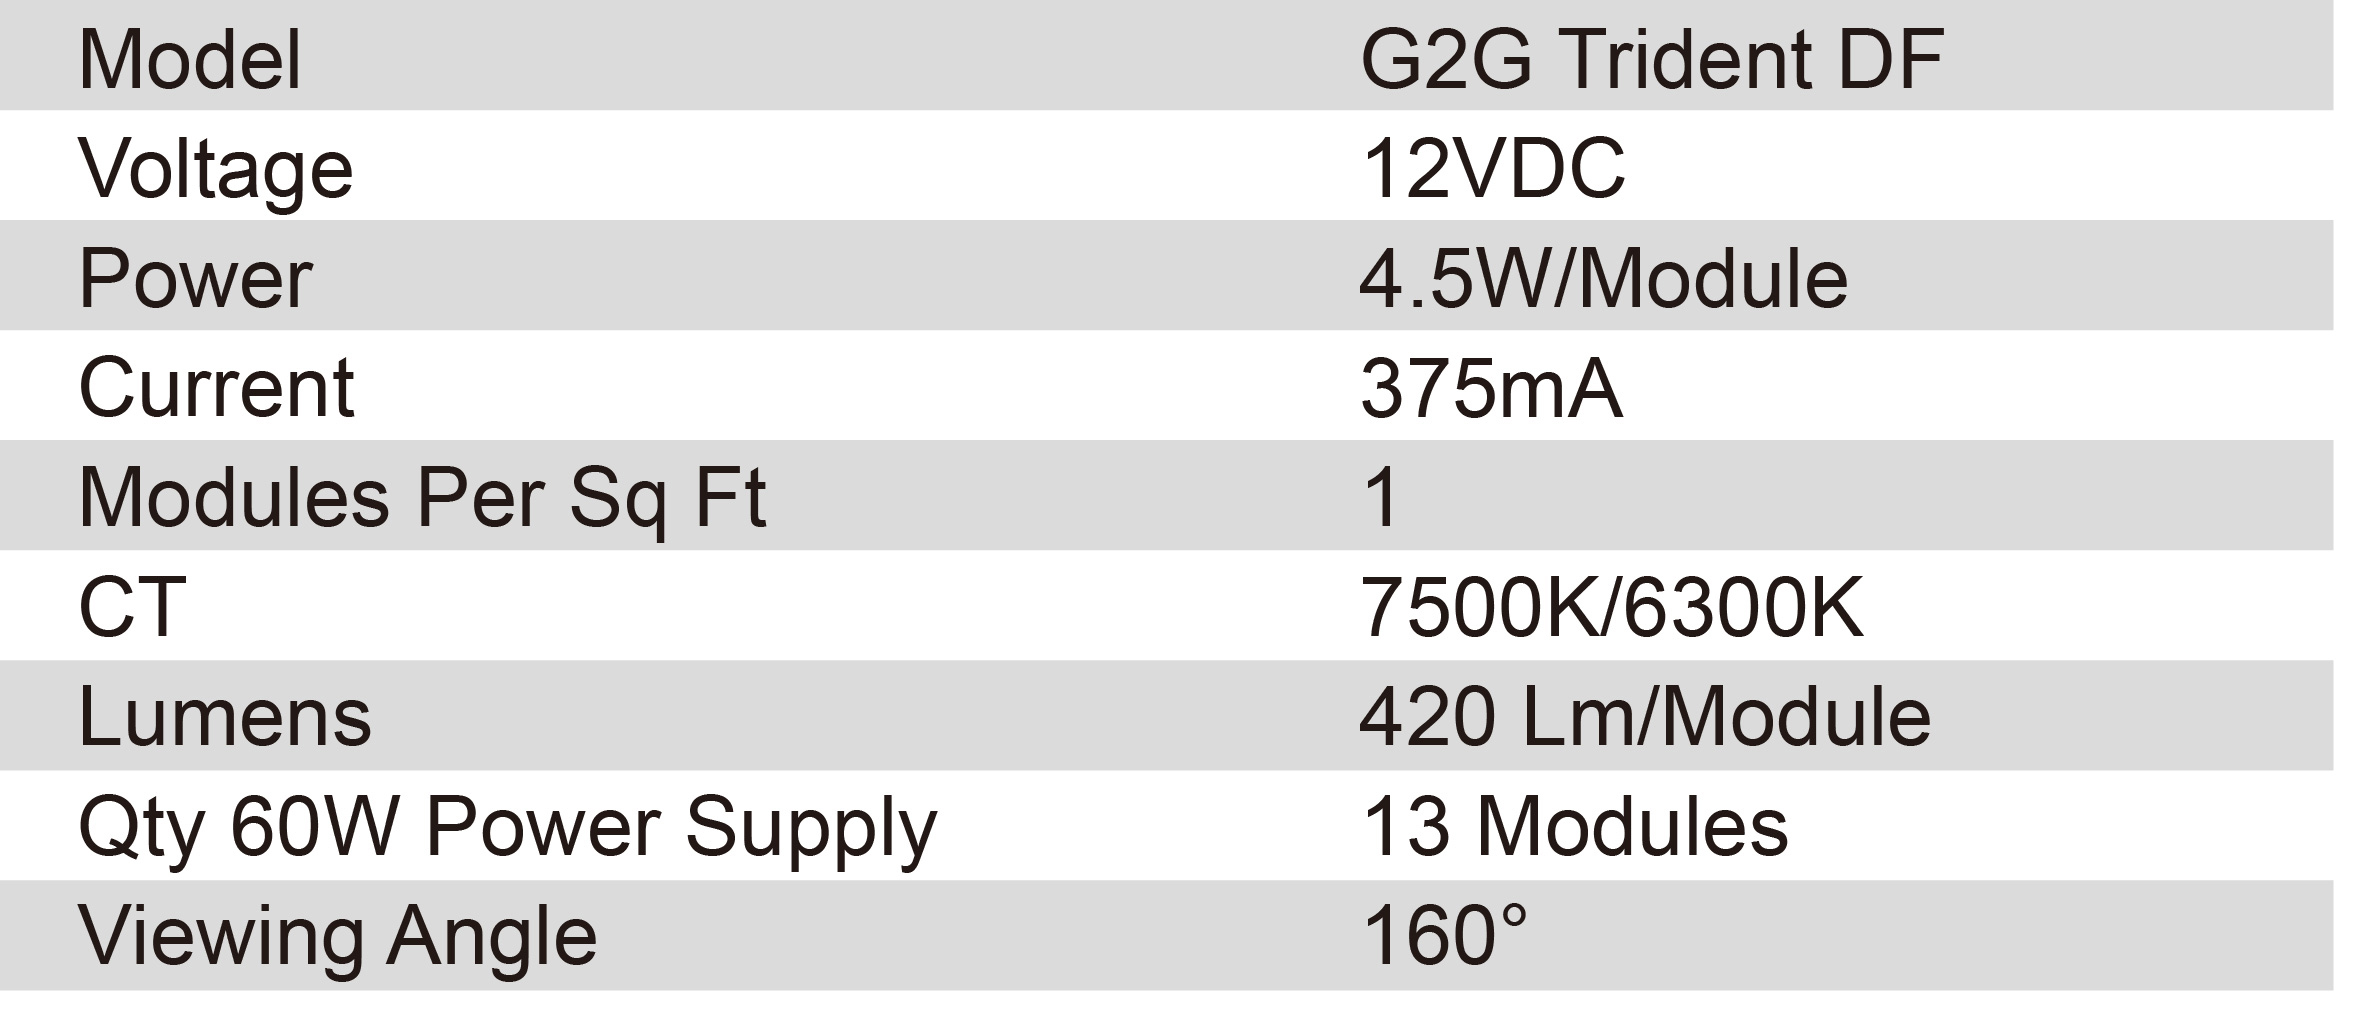 Model G2G Trident DF
Voltage 12VDC
Power 4.5W/Module
Current 375mA
Modules Per Sq Ft 1
CT 7500K/6300K
Lumens 420 Lm/Module
Qty 60W Power Supply 13 Modules
Viewing Angle 160°